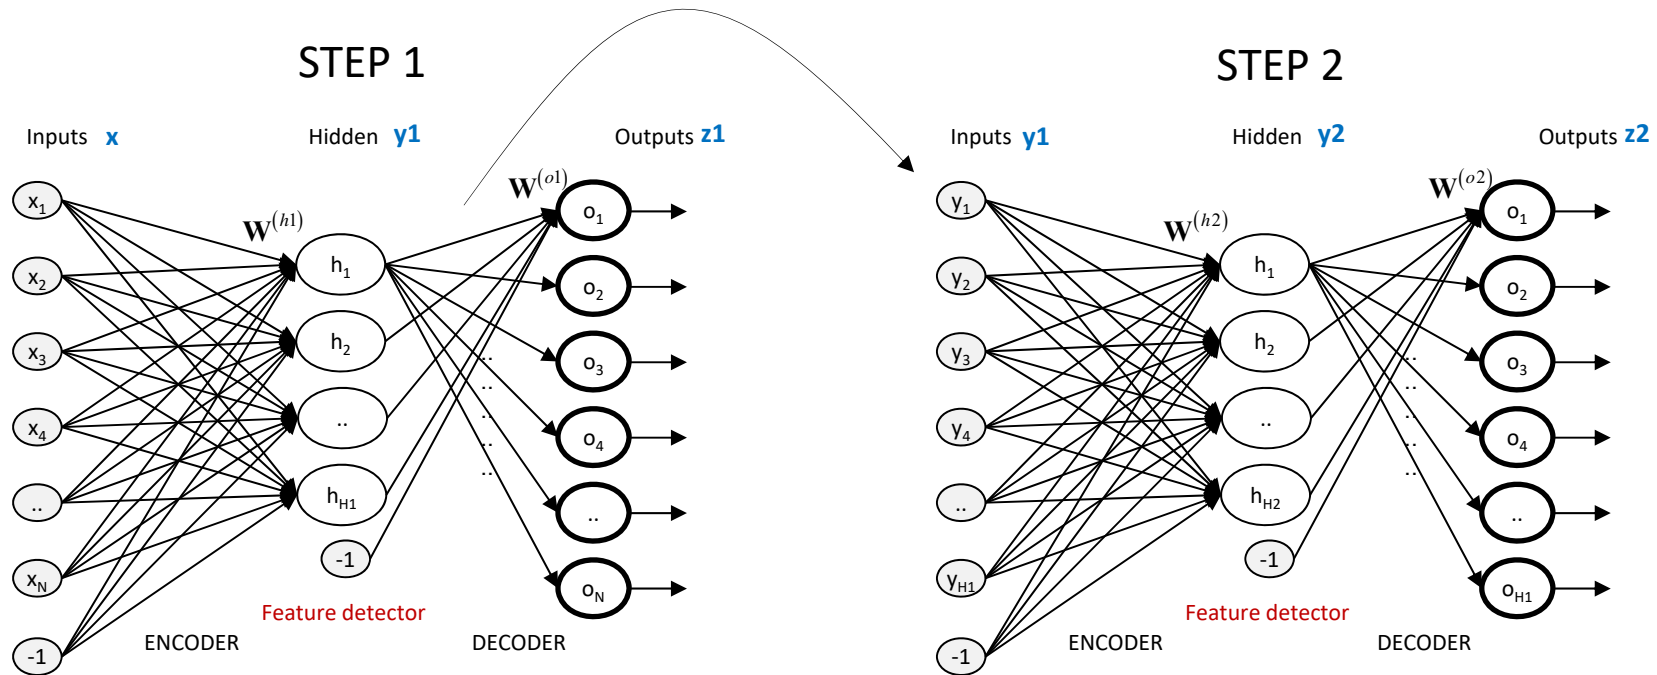 STEP 1
Inputs x
Hidden y1
Outputs z1
W(h1)
W(o1)
x1
x2
x3
x4
..
xN
-1
h1
h2
..
hH1
-1
..
..
..
..
..
o1
o2
o3
o4
..
oN
Feature detector
ENCODER
DECODER
STEP 2
Inputs y1
Hidden y2
Outputs z2
W(h2)
W(o2)
y1
y2
y3
y4
..
yH1
-1
h1
h2
..
hH2
-1
..
..
..
..
..
o1
o2
o3
o4
..
oH1
Feature detector
ENCODER
DECODER